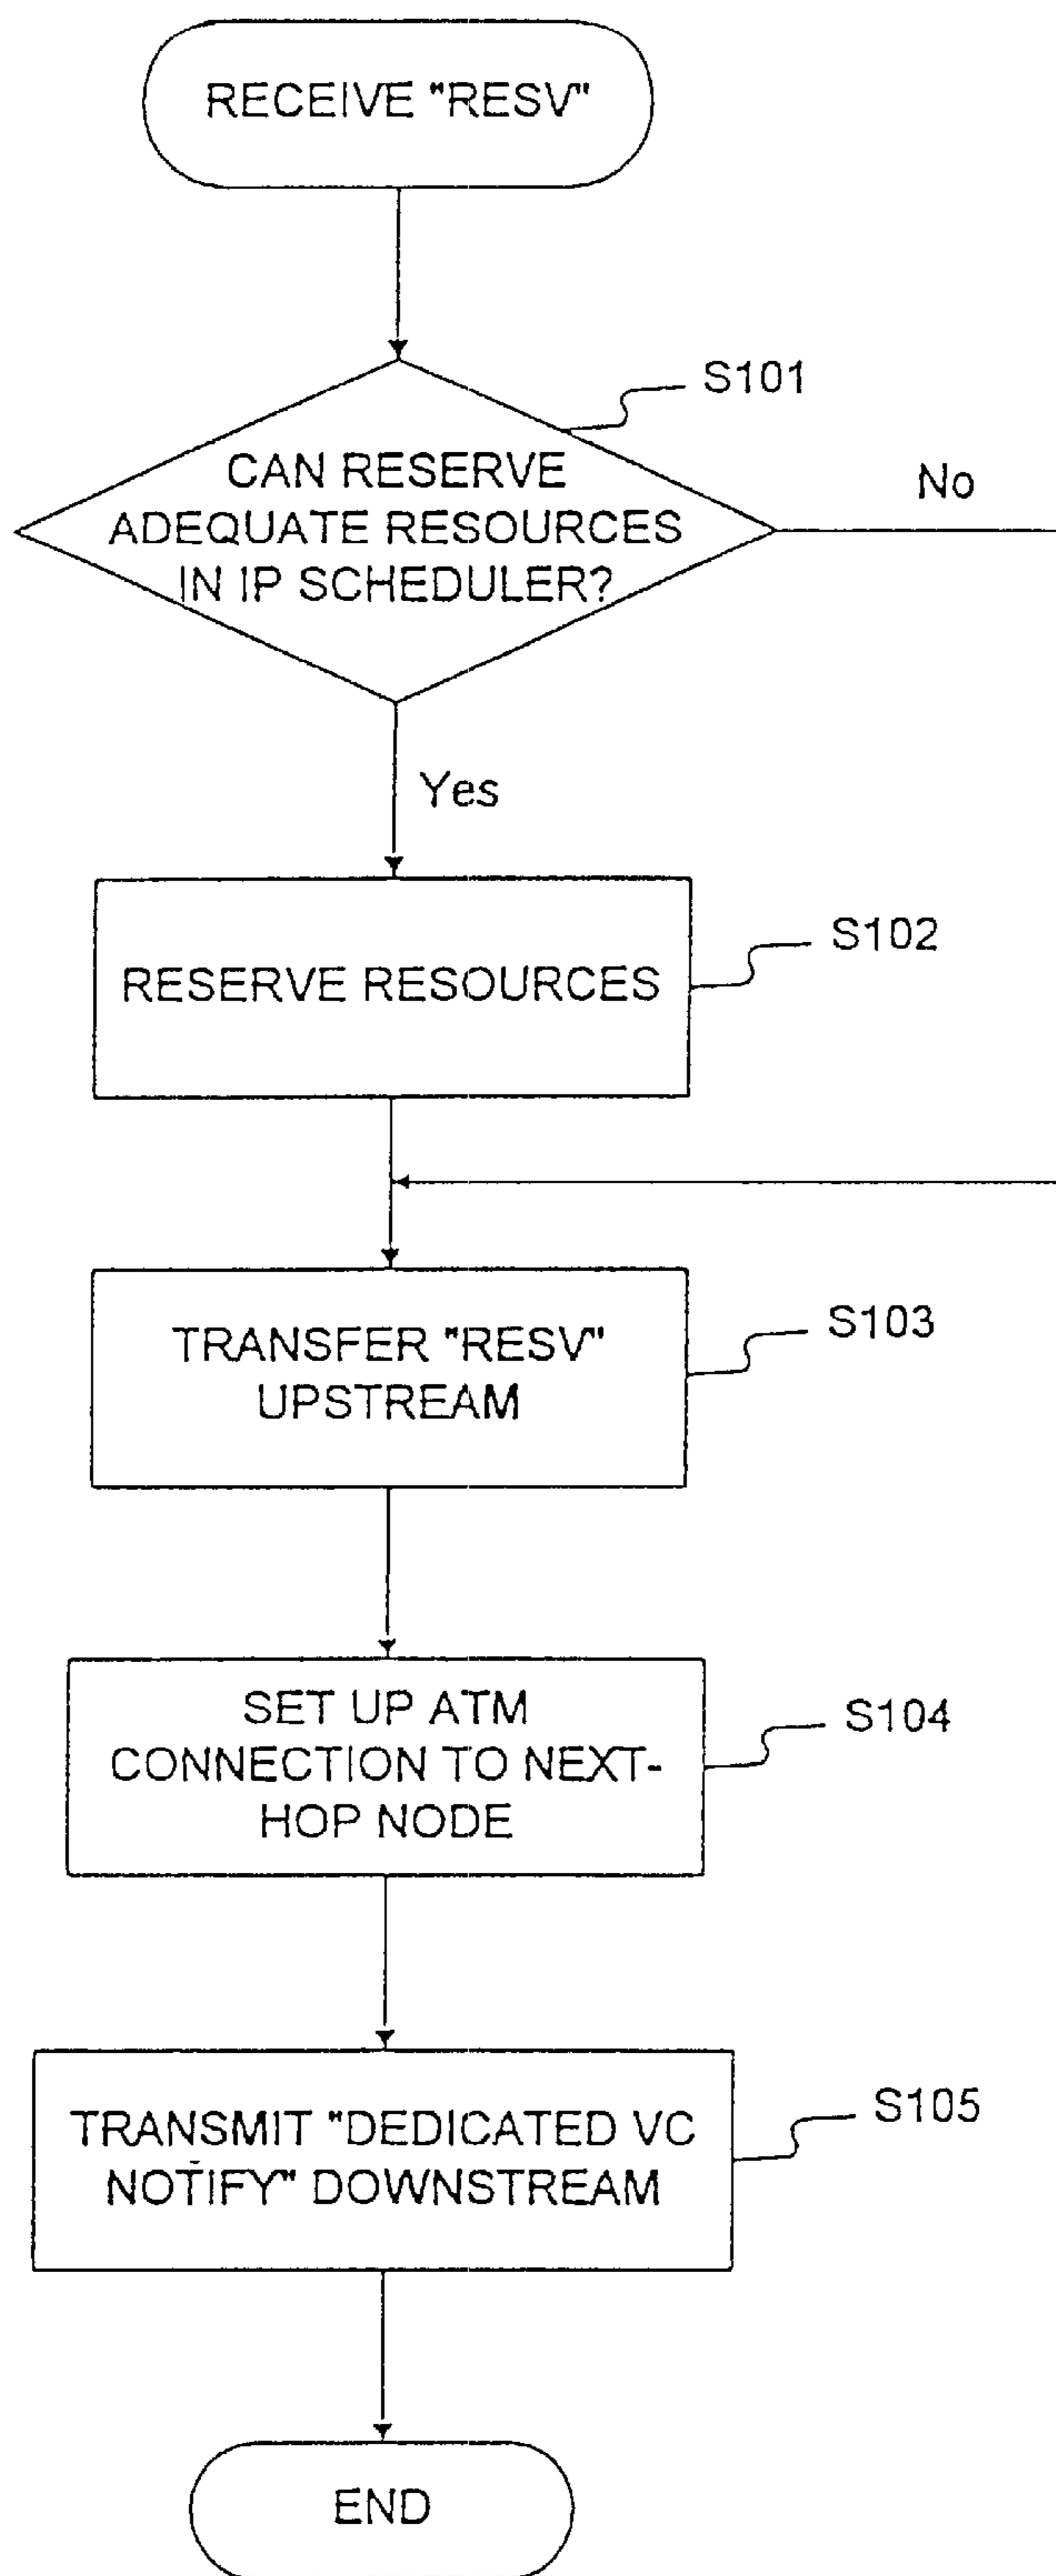 RECEIVE "RESV"
S101
CAN RESERVE
ADEQUATE RESOURCES
IN IP SCHEDULER?
No
Yes
S102
RESERVE RESOURCES
S103
TRANSFER "RESV"
UPSTREAM
S104
SET UP ATM
CONNECTION TO NEXT-
HOP NODE
S105
TRANSMIT "DEDICATED VC
NOTIFY" DOWNSTREAM
END